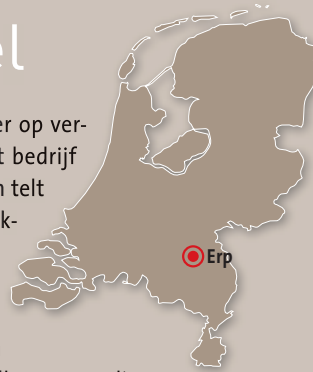 el
er op ver-
t bedrijf
n telt
k-
Erp